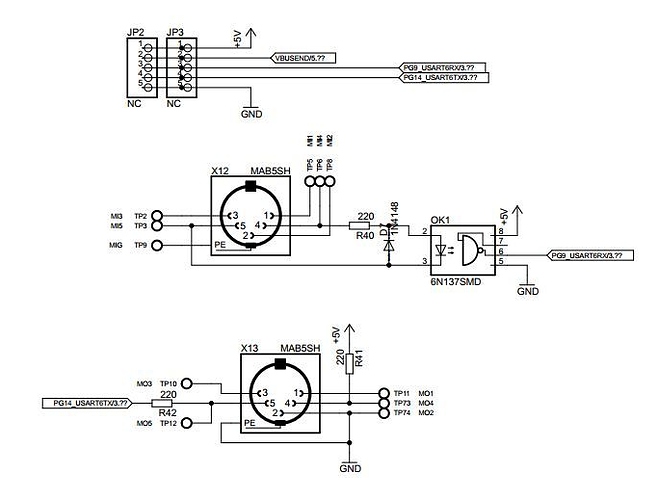 JP2 JP3
+5V
1 1
2 2
3 3
4 4
5 5
VBUSEND/5.??
PG9_USART6RX/3.??
PG14_USART6TX/3.??
NC NC
GND
MI1 MI4 MI2
TP5 TP6 TP8
X12 MAB5SH
MI3 TP2
MI5 TP3
MIG TP9
3 1
5 4
2
PE
220
R40
D7
1N4148
OK1
2 8
7
6
3 5
6N137SMD
+5V
PG9_USART6RX/3.??
GND
X13 MAB5SH
+5V
220
R41
MO3 TP10
PG14_USART6TX/3.??
220
R42
MO5 TP12
3 1
5 4
2
PE
TP11 MO1
TP73 MO4
TP74 MO2
GND